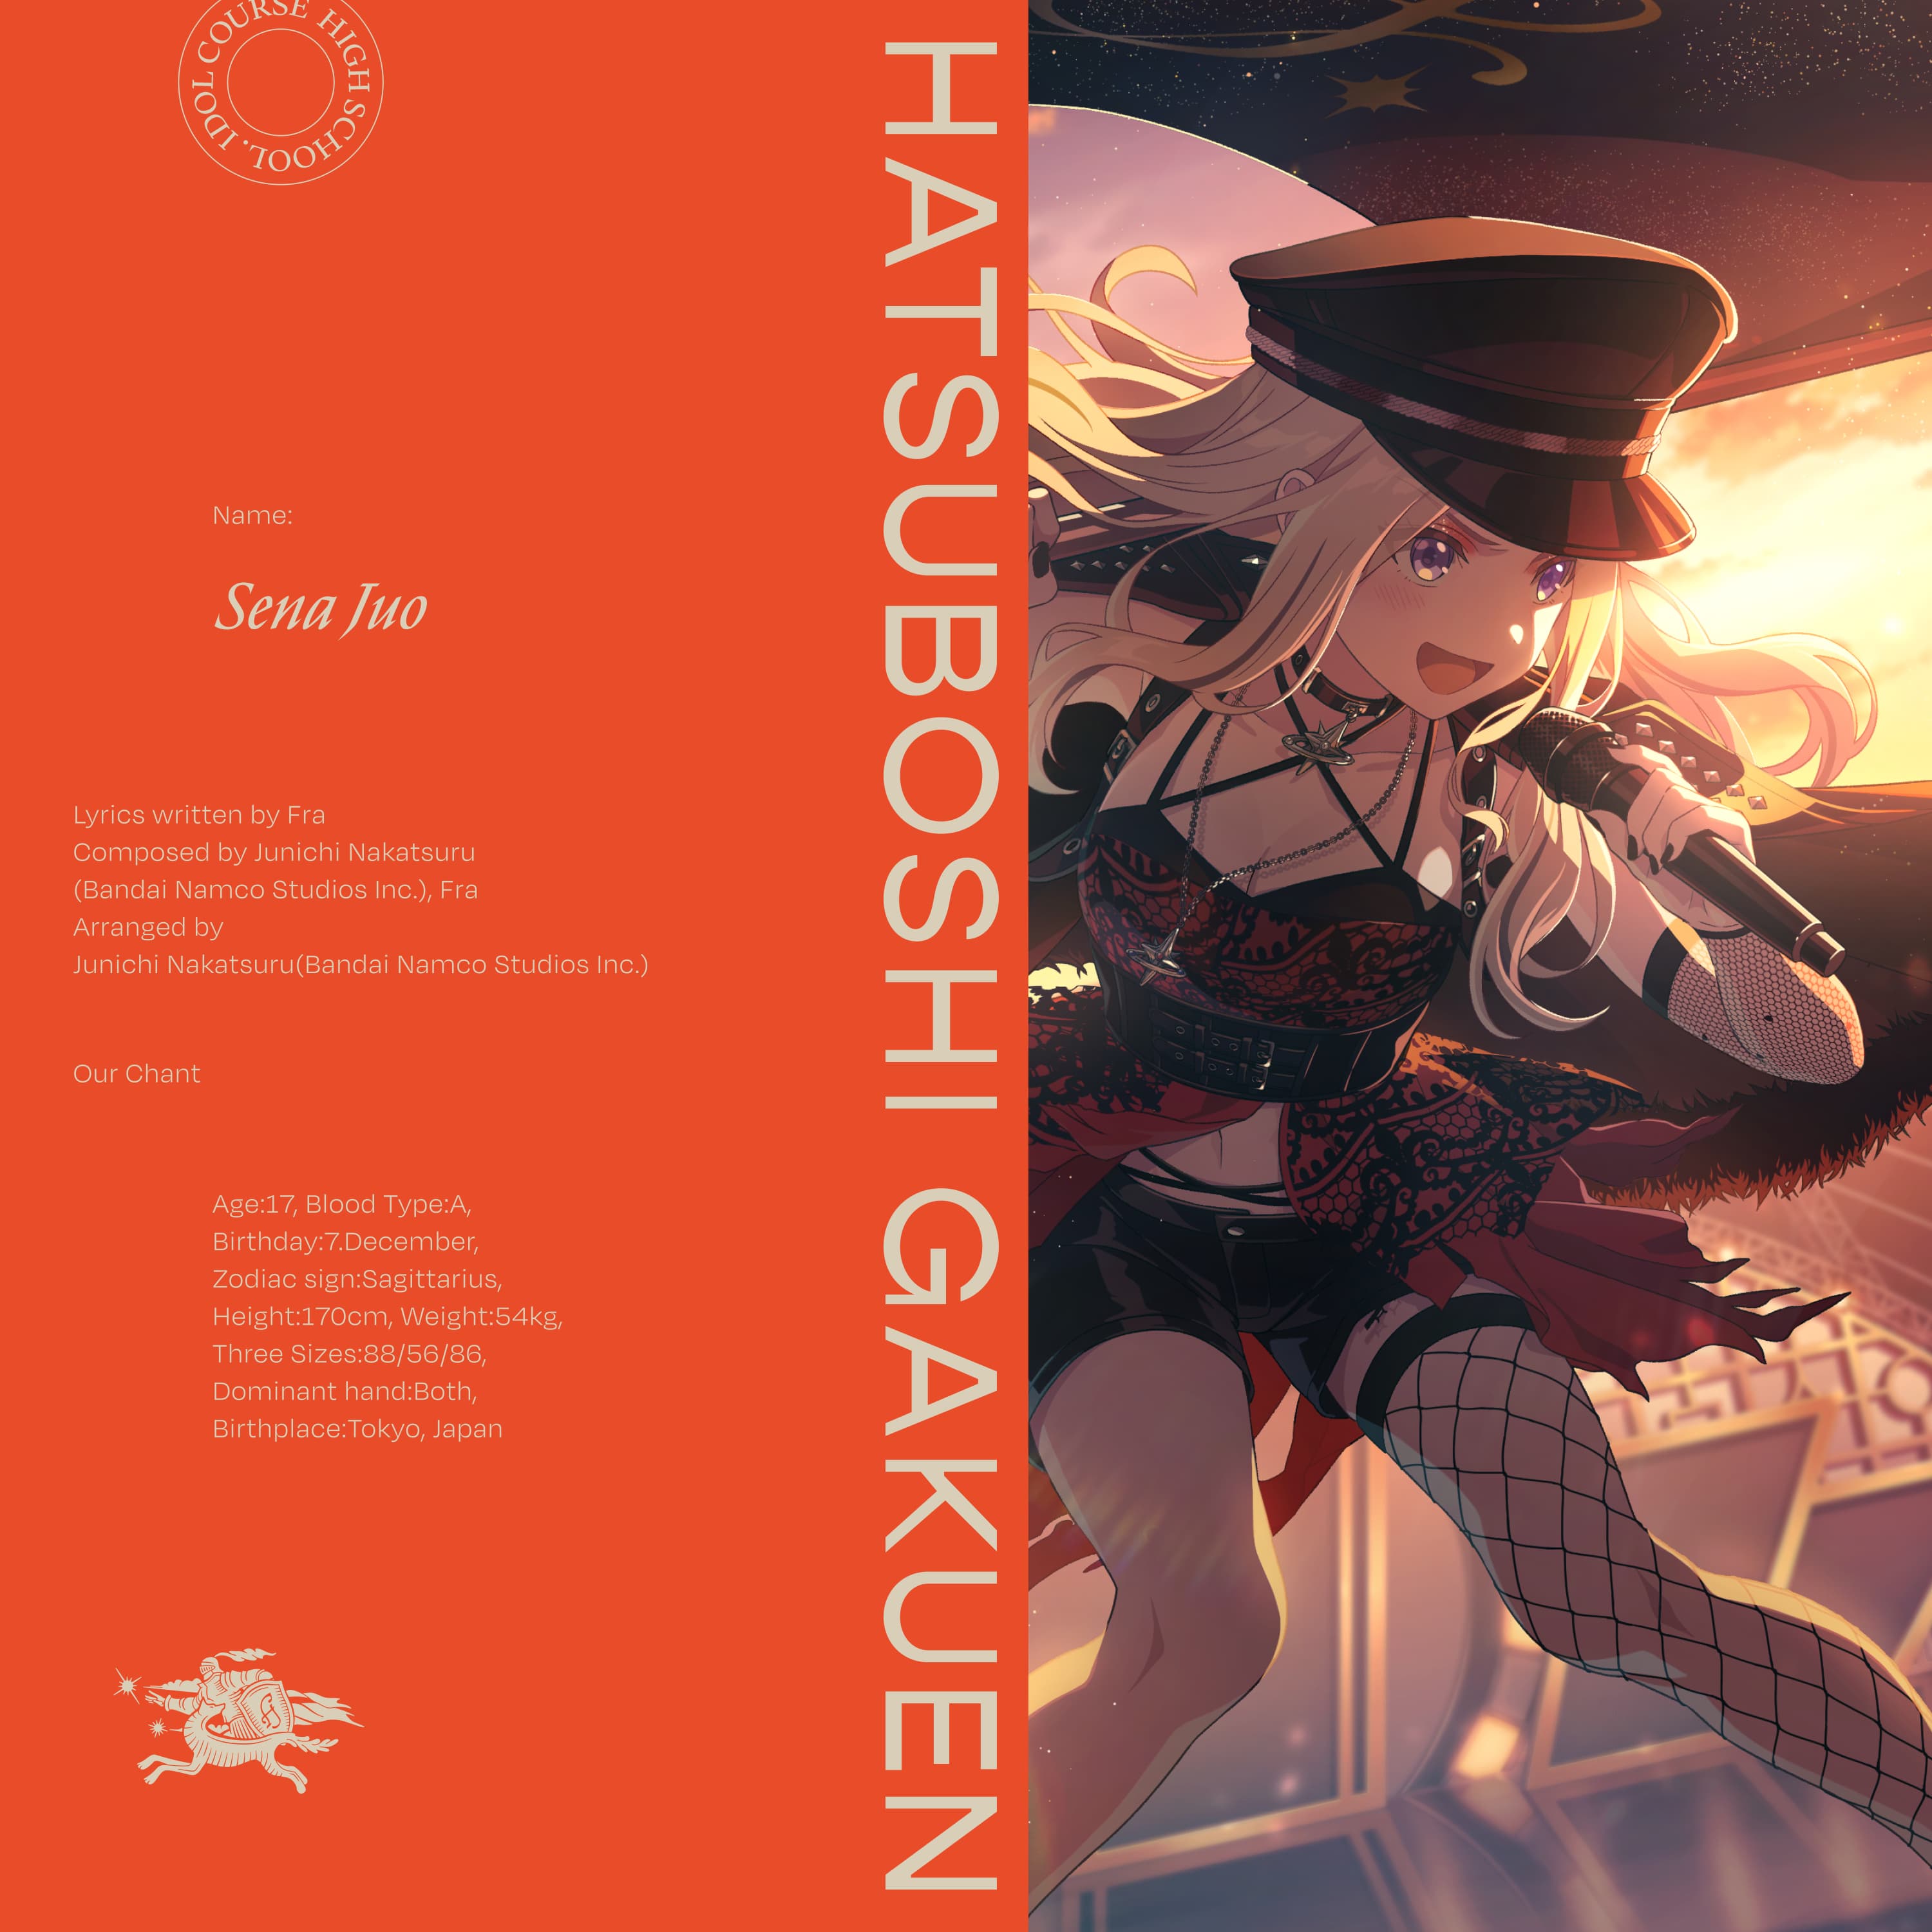 IDOL COURSE HIGH SCHOOL.
HATSUBOSHI GAKUEN
Name:
Sena Juo
Lyrics written by Fra
Composed by Junichi Nakatsuru
(Bandai Namco Studios Inc.), Fra
Arranged by
Junichi Nakatsuru(Bandai Namco Studios Inc.)
Our Chant
Age:17, Blood Type:A,
Birthday:7.December,
Zodiac sign:Sagittarius,
Height:170cm, Weight:54kg,
Three Sizes:88/56/86,
Dominant hand:Both,
Birthplace:Tokyo, Japan